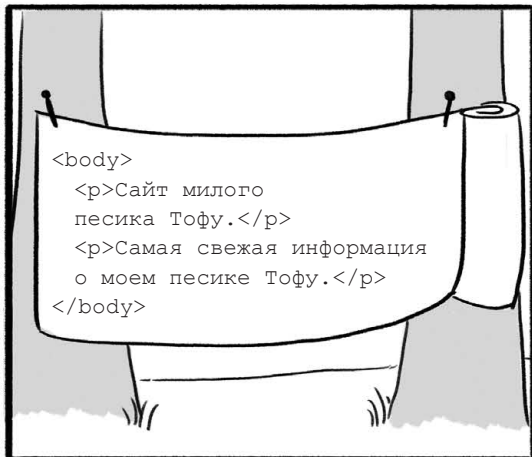 <body>
<p>Сайт милого
песика Тофу.</p>
<p>Самая свежая информация
о моем песике Тофу.</p>
</body>